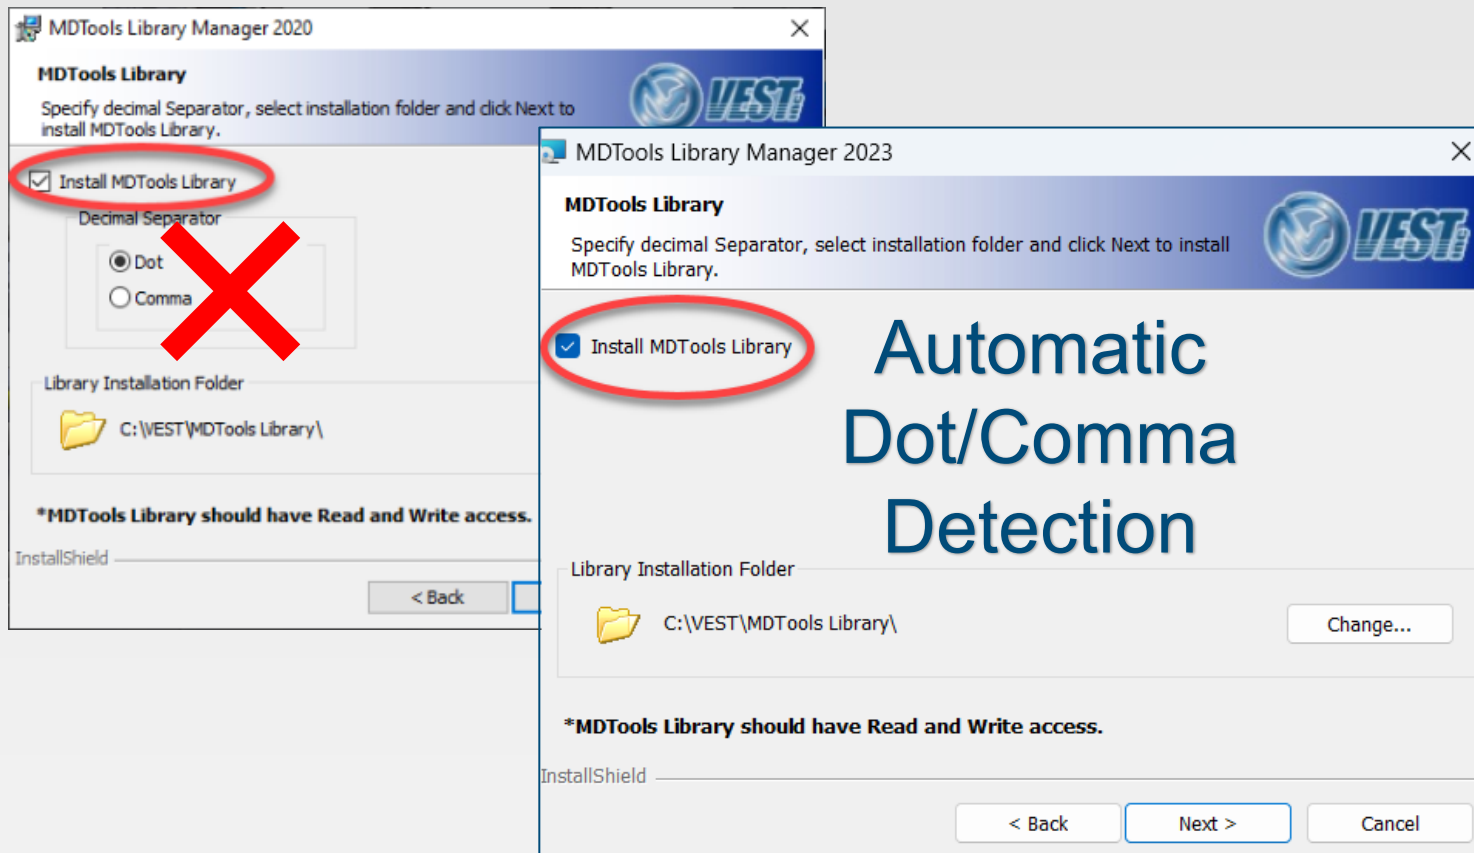 MDTools Library Manager 2020
MDTools Library
Specify decimal Separator, select installation folder and click Next to
install MDTools Library.
VEST
Install MDTools Library
Decimal Separator
Dot
Comma
Library Installation Folder
C:\VEST\MDTools Library\
*MDTools Library should have Read and Write access.
InstallShield
< Back
MDTools Library Manager 2023
MDTools Library
Specify decimal Separator, select installation folder and click Next to install
MDTools Library.
VEST
Install MDTools Library
Automatic
Dot/Comma
Detection
Library Installation Folder
C:\VEST\MDTools Library\
Change...
*MDTools Library should have Read and Write access.
InstallShield
< Back
Next >
Cancel